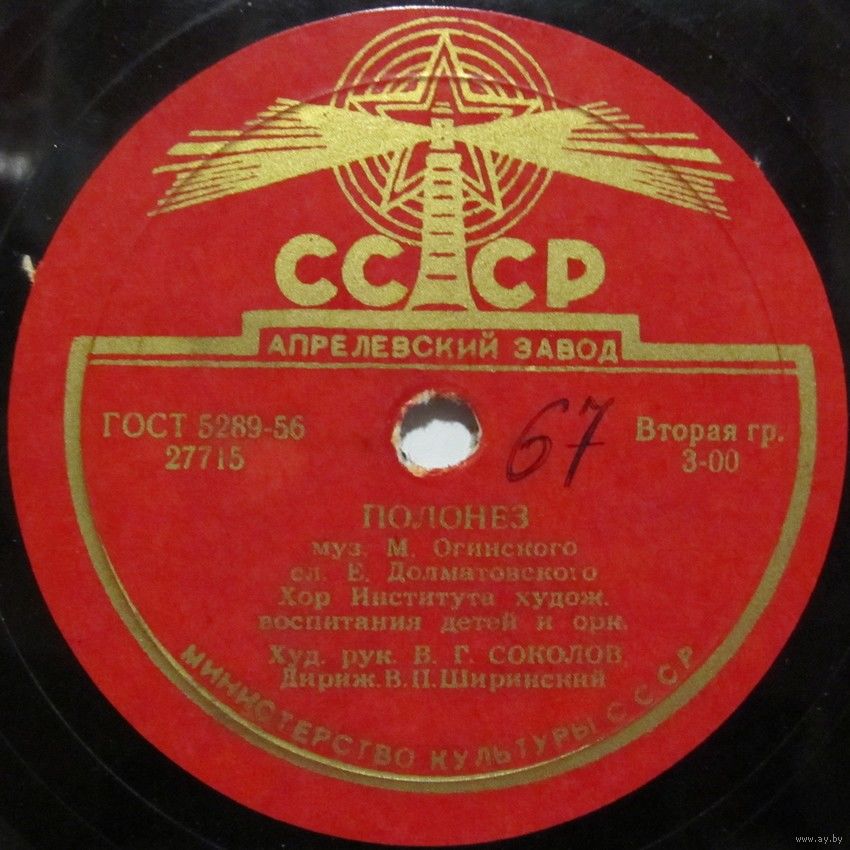 СССР
АПРЕЛЕВСКИЙ ЗАВОД
ГОСТ 5289-56
27715
67
Вторая гр.
3-00
ПОЛОНЕЗ
муз. М. Огинского
сл. Е. Долматовского
Хор Института худож.
воспитания детей и орк.
Худ. рук. В. Г. СОКОЛОВ,
Дириж. В. П. Ширинский
МИНИСТЕРСТВО КУЛЬТУРЫ СССР
www.ay.by